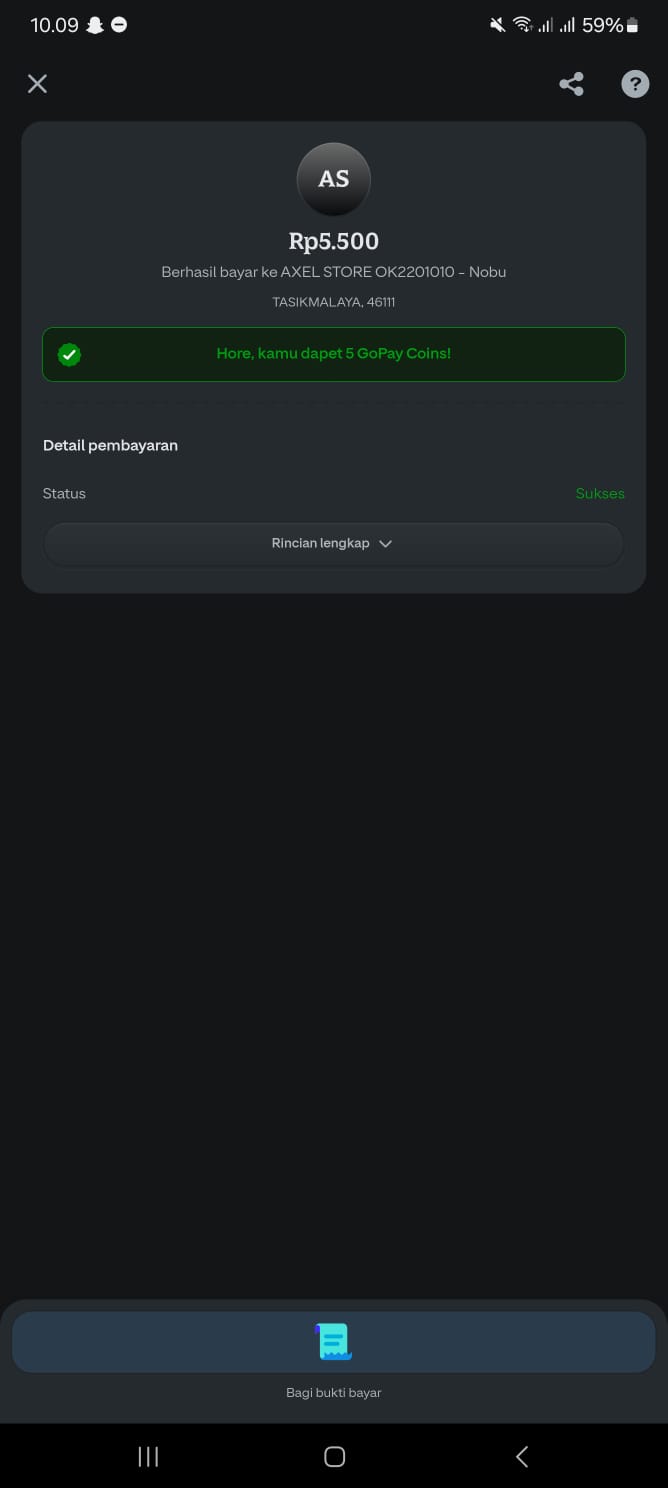 10.09
59%
?
AS
Rp5.500
Berhasil bayar ke AXEL STORE OK2201010 - Nobu
TASIKMALAYA, 46111
Hore, kamu dapet 5 GoPay Coins!
Detail pembayaran
Status Sukses
Rincian lengkap
Bagi bukti bayar